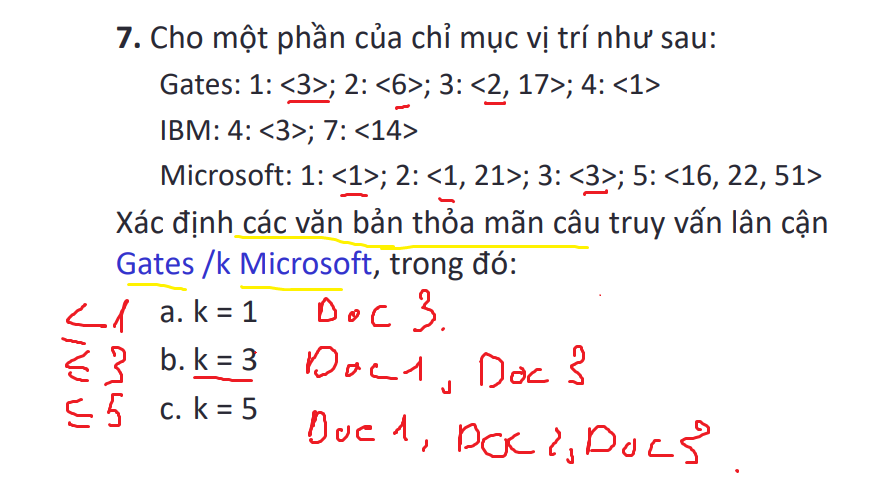 7. Cho một phần của chỉ mục vị trí như sau:
Gates: 1: <3>; 2: <6>; 3: <2, 17>; 4: <1>
IBM: 4: <3>; 7: <14>
Microsoft: 1: <1>; 2: <1, 21>; 3: <3>; 5: <16, 22, 51>
Xác định các văn bản thỏa mãn câu truy vấn lân cận
Gates /k Microsoft, trong đó:
≤1 a. k = 1 Doc 3.
≤ 3 b. k = 3 Doc 1, Doc 3
≤ 5 c. k = 5
Doc 1, Doc 2, Doc 3.